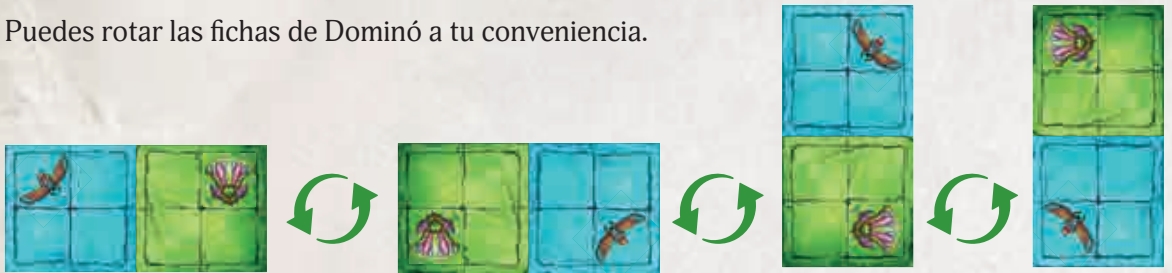 Puedes rotar las fichas de Dominó a tu conveniencia.